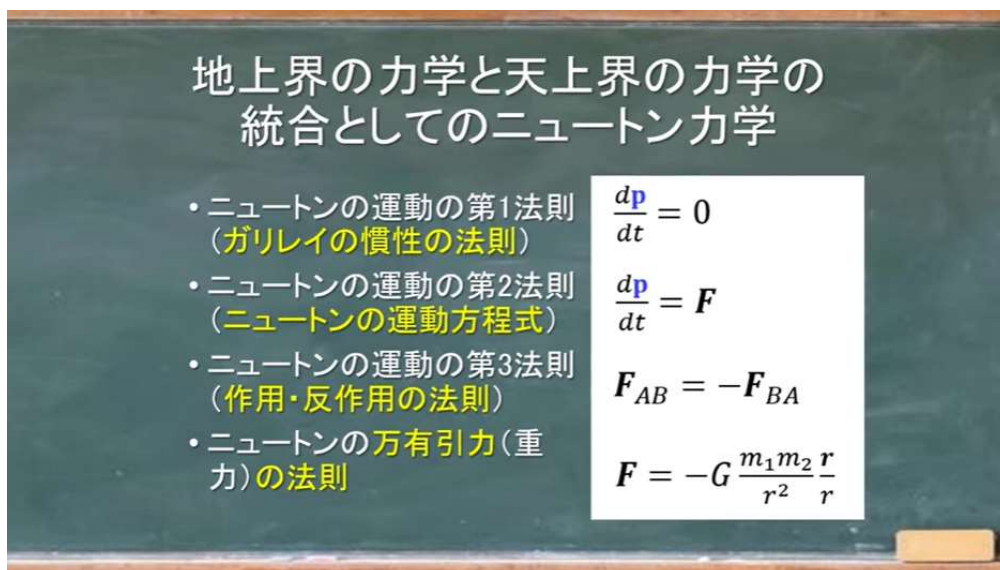 地上界の力学と天上界の力学の
統合としてのニュートン力学
・ニュートンの運動の第1法則
（ガリレイの慣性の法則）
・ニュートンの運動の第2法則
（ニュートンの運動方程式）
・ニュートンの運動の第3法則
（作用・反作用の法則）
・ニュートンの万有引力（重
力）の法則
dp/dt = 0
dp/dt = F
F_AB = −F_BA
F = −G m₁m₂/r² r/r